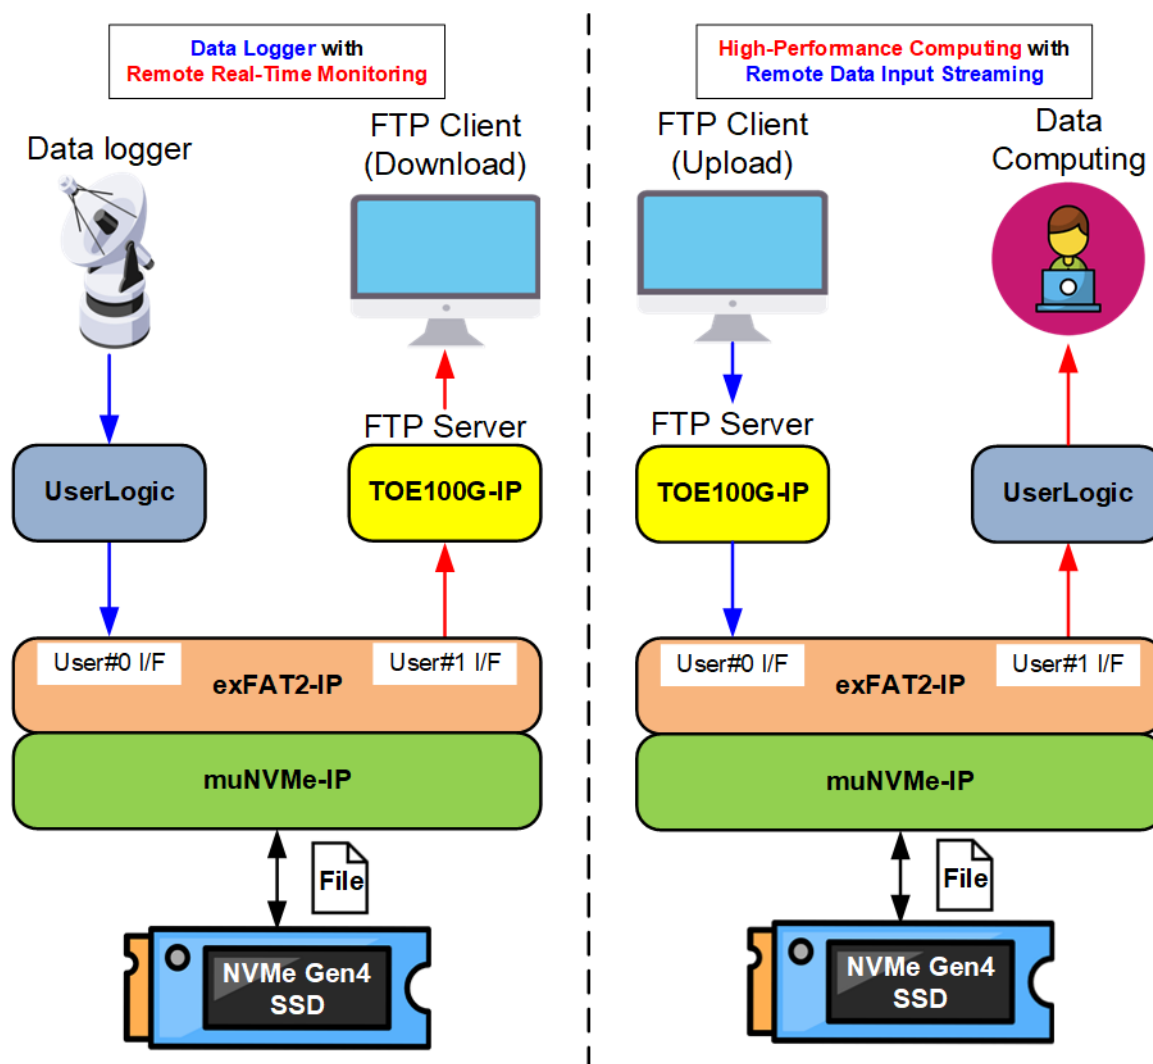 Data Logger with
Remote Real-Time Monitoring
Data logger
FTP Client
(Download)
FTP Server
UserLogic
TOE100G-IP
User#0 I/F
User#1 I/F
exFAT2-IP
muNVMe-IP
File
NVMe Gen4
SSD
High-Performance Computing with
Remote Data Input Streaming
FTP Client
(Upload)
Data
Computing
FTP Server
TOE100G-IP
UserLogic
User#0 I/F
User#1 I/F
exFAT2-IP
muNVMe-IP
File
NVMe Gen4
SSD